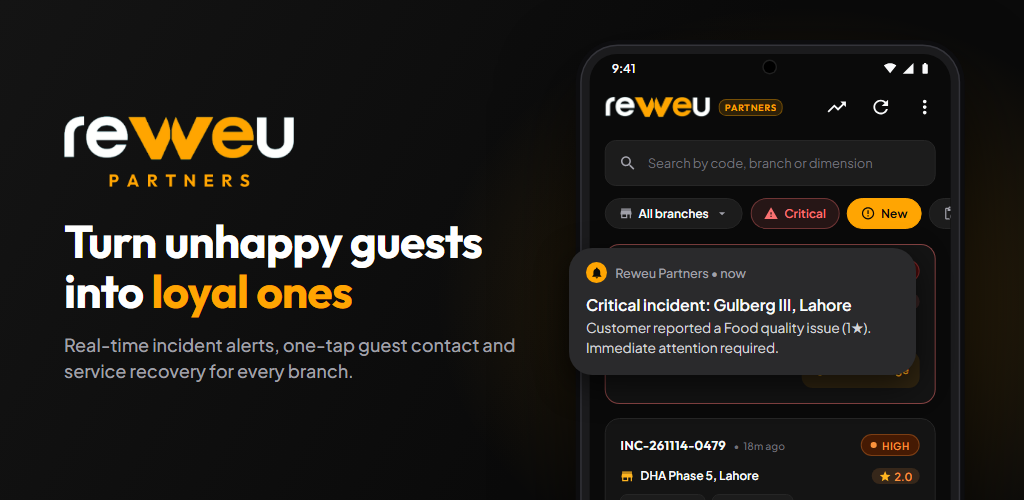 reweu
PARTNERS
Turn unhappy guests
into loyal ones
Real-time incident alerts, one-tap guest contact and
service recovery for every branch.
9:41
reweu PARTNERS
Search by code, branch or dimension
All branches Critical New
Reweu Partners • now
Critical incident: Gulberg III, Lahore
Customer reported a Food quality issue (1★).
Immediate attention required.
INC-261114-0479 • 18m ago HIGH
DHA Phase 5, Lahore ★ 2.0